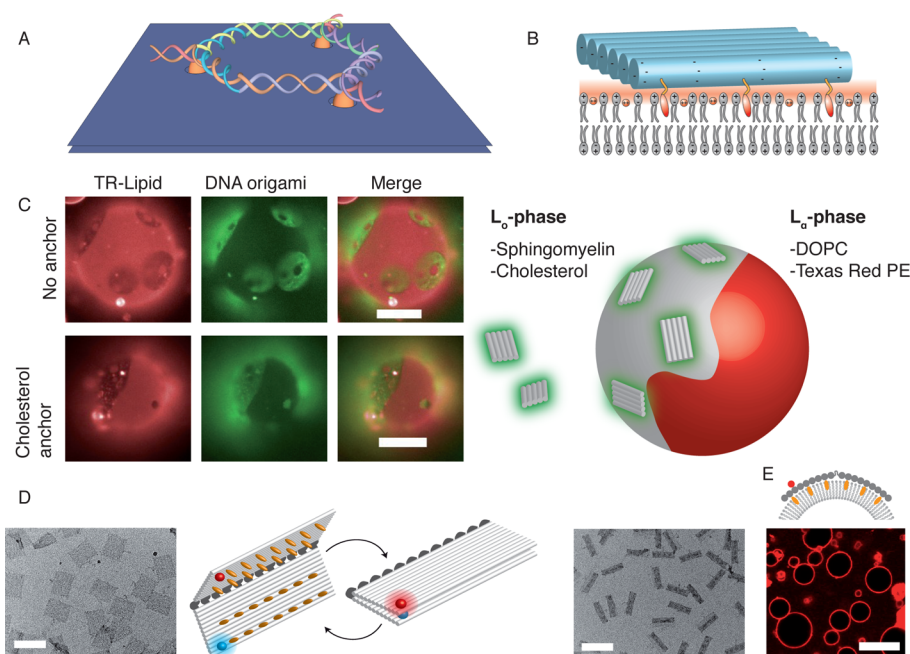 A
B
C
TR-Lipid DNA origami Merge
No anchor
Cholesterol
anchor
Lo-phase
-Sphingomyelin
-Cholesterol
Lα-phase
-DOPC
-Texas Red PE
D
E